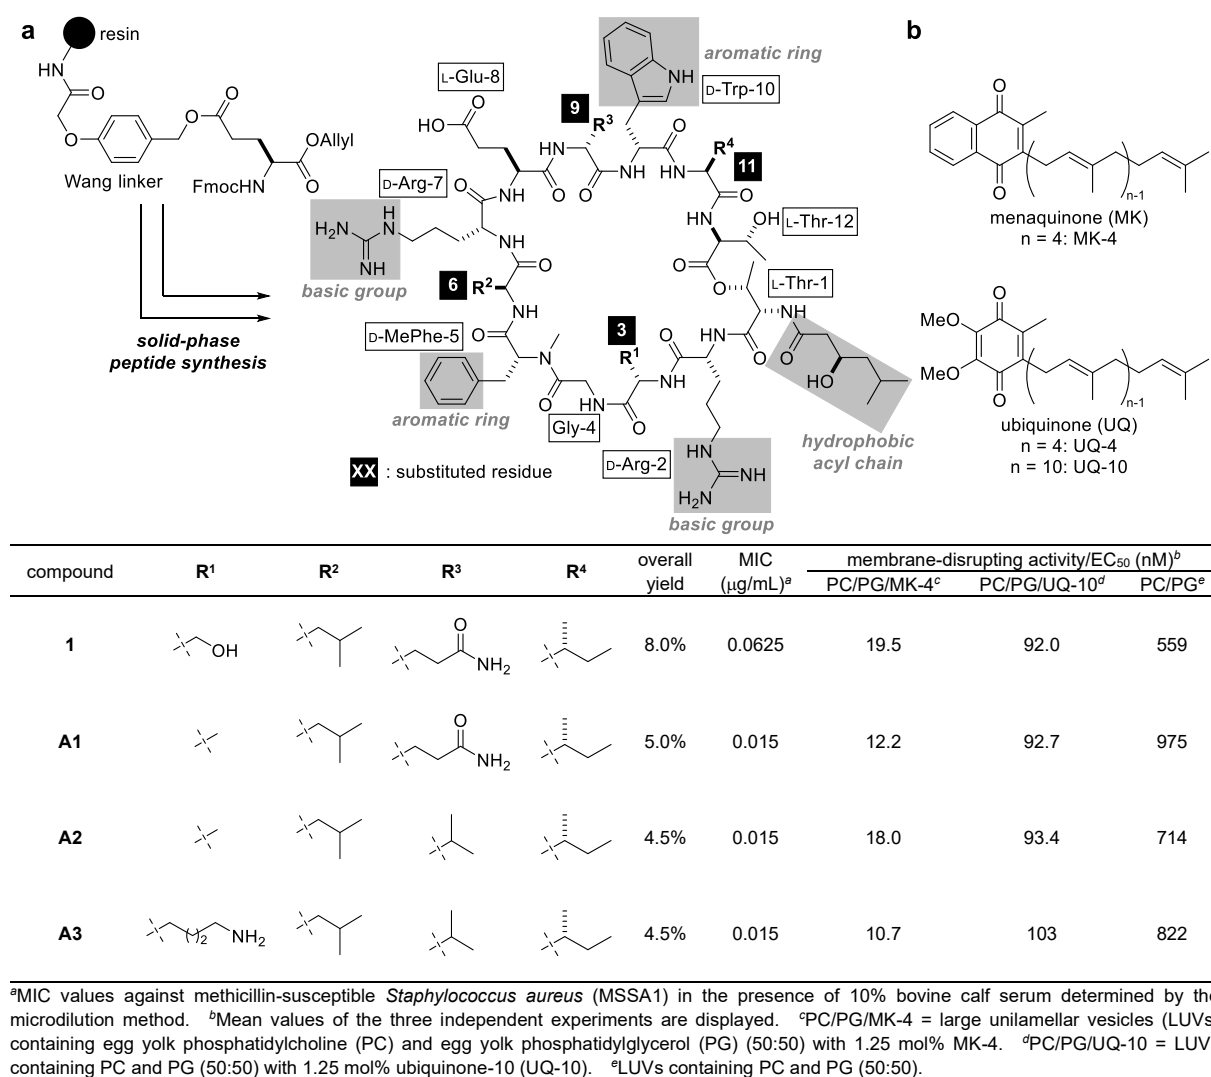 a
resin
HN
O
O
O
O
OAllyl
FmocHN
O
Wang linker
solid-phase
peptide synthesis
L-Glu-8
O
HO
D-Arg-7
H2N
H
N
NH
basic group
9
R3
aromatic ring
NH
D-Trp-10
R4
11
OH
L-Thr-12
L-Thr-1
6
R2
D-MePhe-5
aromatic ring
Gly-4
3
R1
D-Arg-2
HN
NH
H2N
basic group
HO
hydrophobic
acyl chain
XX : substituted residue
b
O
O
n-1
menaquinone (MK)
n = 4: MK-4
O
MeO
MeO
O
n-1
ubiquinone (UQ)
n = 4: UQ-4
n = 10: UQ-10
compound R1 R2 R3 R4 overall yield MIC (μg/mL)a membrane-disrupting activity/EC50 (nM)b
PC/PG/MK-4c PC/PG/UQ-10d PC/PGe
1 OH O NH2 8.0% 0.0625 19.5 92.0 559
A1 O NH2 5.0% 0.015 12.2 92.7 975
A2 4.5% 0.015 18.0 93.4 714
A3 ( )2 NH2 4.5% 0.015 10.7 103 822
aMIC values against methicillin-susceptible Staphylococcus aureus (MSSA1) in the presence of 10% bovine calf serum determined by the
microdilution method. bMean values of the three independent experiments are displayed. cPC/PG/MK-4 = large unilamellar vesicles (LUVs
containing egg yolk phosphatidylcholine (PC) and egg yolk phosphatidylglycerol (PG) (50:50) with 1.25 mol% MK-4. dPC/PG/UQ-10 = LUV
containing PC and PG (50:50) with 1.25 mol% ubiquinone-10 (UQ-10). eLUVs containing PC and PG (50:50).